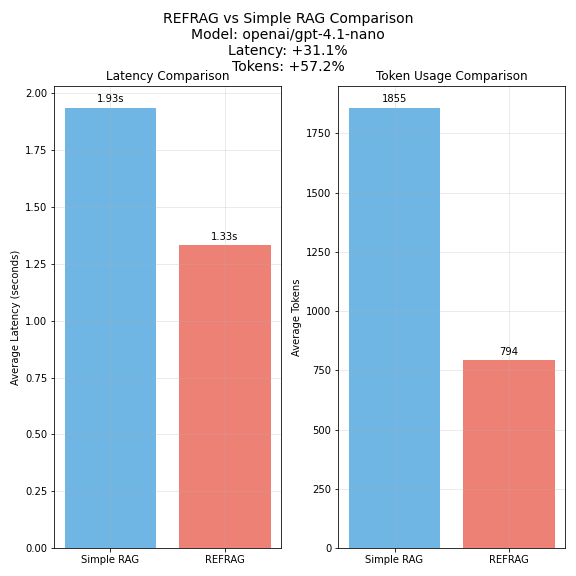 REFRAG vs Simple RAG Comparison
Model: openai/gpt-4.1-nano
Latency: +31.1%
Tokens: +57.2%
Latency Comparison
Average Latency (seconds)
2.00
1.75
1.50
1.25
1.00
0.75
0.50
0.25
0.00
1.93s
1.33s
Simple RAG
REFRAG
Token Usage Comparison
Average Tokens
1750
1500
1250
1000
750
500
250
0
1855
794
Simple RAG
REFRAG